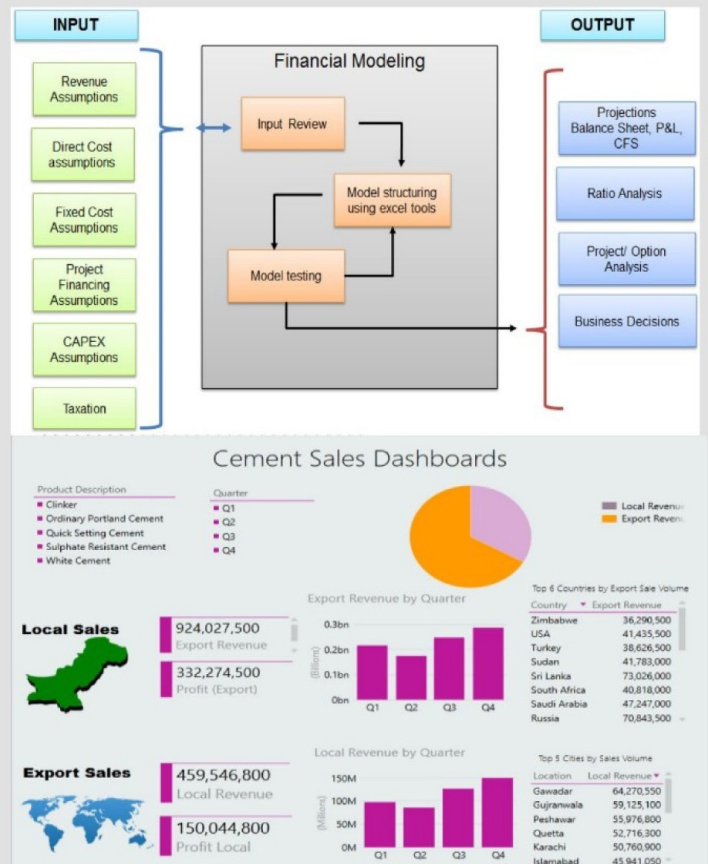 INPUT
OUTPUT
Revenue
Assumptions
Direct Cost
assumptions
Fixed Cost
Assumptions
Project
Financing
Assumptions
CAPEX
Assumptions
Taxation
Financial Modeling
Input Review
Model structuring
using excel tools
Model testing
Projections
Balance Sheet, P&L,
CFS
Ratio Analysis
Project/ Option
Analysis
Business Decisions
Cement Sales Dashboards
Product Description
Clinker
Ordinary Portland Cement
Quick Setting Cement
Sulphate Resistant Cement
White Cement
Quarter
Q1
Q2
Q3
Q4
Local Revenu
Export Reven
Local Sales
924,027,500
Export Revenue
332,274,500
Profit (Export)
Export Revenue by Quarter
(Billions)
0.3bn
0.2bn
0.1bn
0bn
Q1 Q2 Q3 Q4
Top 6 Countries by Export Sale Volume
Country Export Revenue
Zimbabwe 36,290,500
USA 41,435,500
Turkey 38,626,500
Sudan 41,783,000
Sri Lanka 73,026,000
South Africa 40,818,000
Saudi Arabia 47,247,000
Russia 70,843,500
Export Sales
459,546,800
Local Revenue
150,044,800
Profit Local
Local Revenue by Quarter
(Millions)
150M
100M
50M
0M
Q1 Q2 Q3 Q4
Top 5 Cities by Sales Volume
Location Local Revenue
Gawadar 64,270,550
Gujranwala 59,125,100
Peshawar 55,976,800
Quetta 52,716,300
Karachi 50,760,900
Islamabad 45,941,050